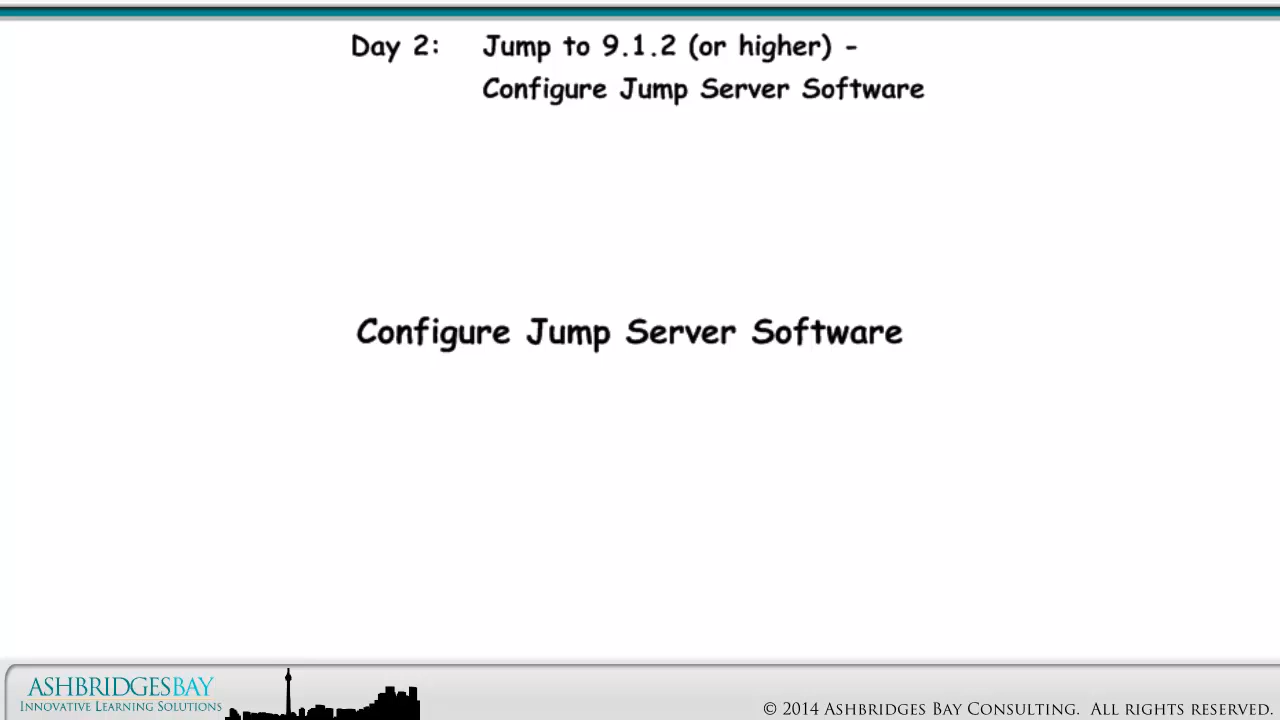 Day 2: Jump to 9.1.2 (or higher) -
Configure Jump Server Software
Configure Jump Server Software
ASHBRIDGESBAY
INNOVATIVE LEARNING SOLUTIONS
© 2014 ASHBRIDGES BAY CONSULTING. ALL RIGHTS RESERVED.